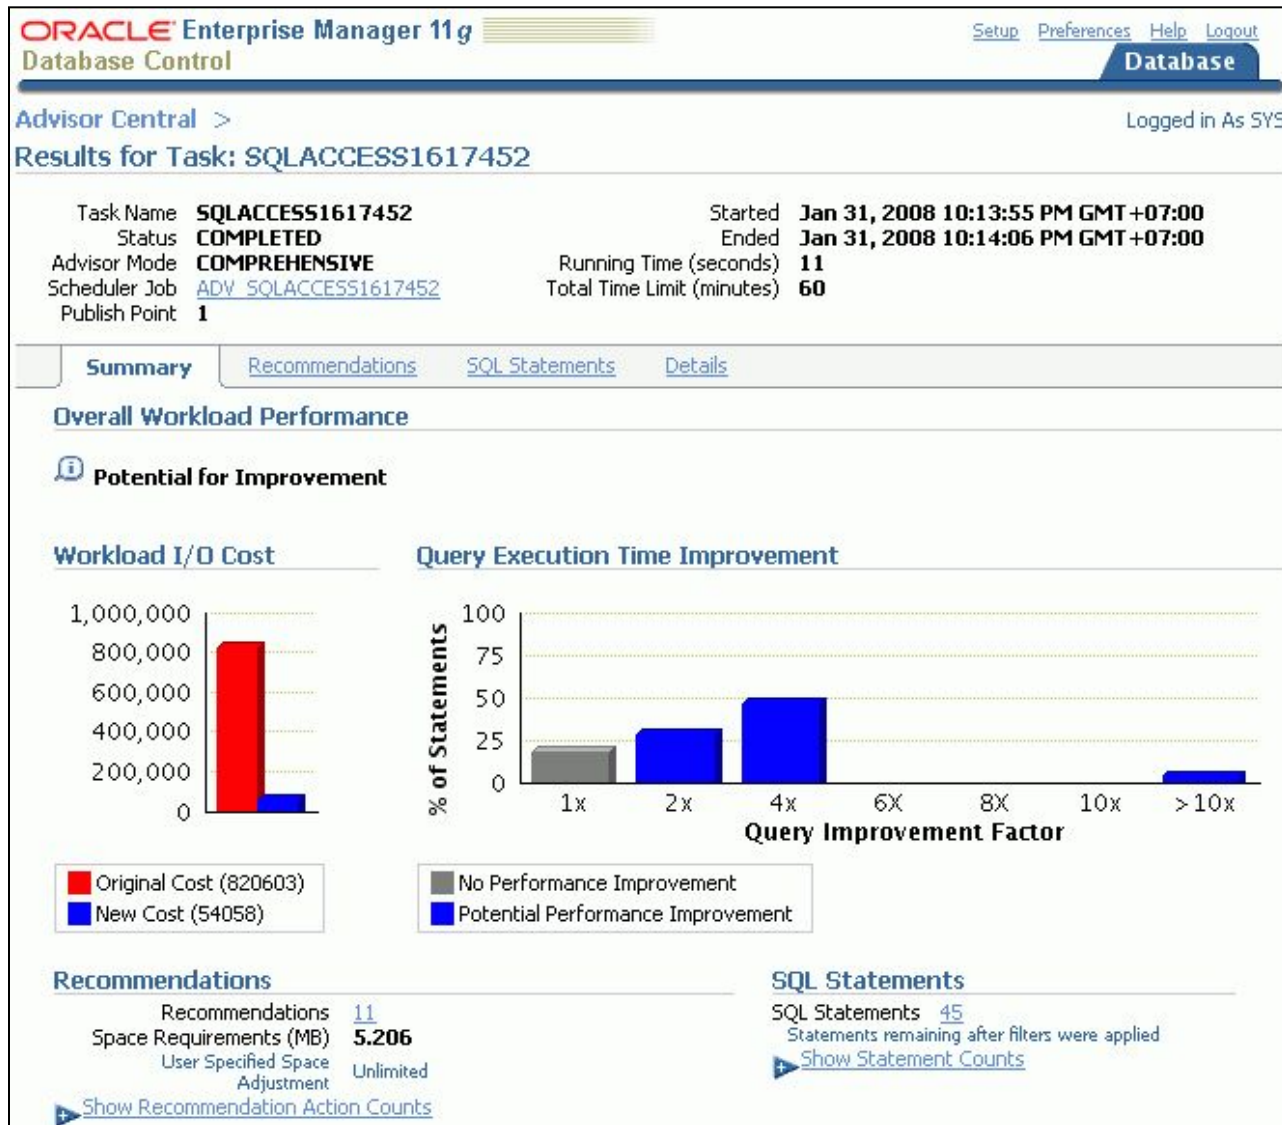 ORACLE Enterprise Manager 11g
Database Control
Setup Preferences Help Logout
Database
Advisor Central >
Logged in As SYS
Results for Task: SQLACCESS1617452
Task Name SQLACCESS1617452
Status COMPLETED
Advisor Mode COMPREHENSIVE
Scheduler Job ADV_SQLACCESS1617452
Publish Point 1
Started Jan 31, 2008 10:13:55 PM GMT+07:00
Ended Jan 31, 2008 10:14:06 PM GMT+07:00
Running Time (seconds) 11
Total Time Limit (minutes) 60
Summary Recommendations SQL Statements Details
Overall Workload Performance
Potential for Improvement
Workload I/O Cost
1,000,000
800,000
600,000
400,000
200,000
0
Original Cost (820603)
New Cost (54058)
Query Execution Time Improvement
% of Statements
100
75
50
25
0
1x 2x 4x 6X 8X 10x >10x
Query Improvement Factor
No Performance Improvement
Potential Performance Improvement
Recommendations
Recommendations 11
Space Requirements (MB) 5.206
User Specified Space
Adjustment Unlimited
Show Recommendation Action Counts
SQL Statements
SQL Statements 45
Statements remaining after filters were applied
Show Statement Counts